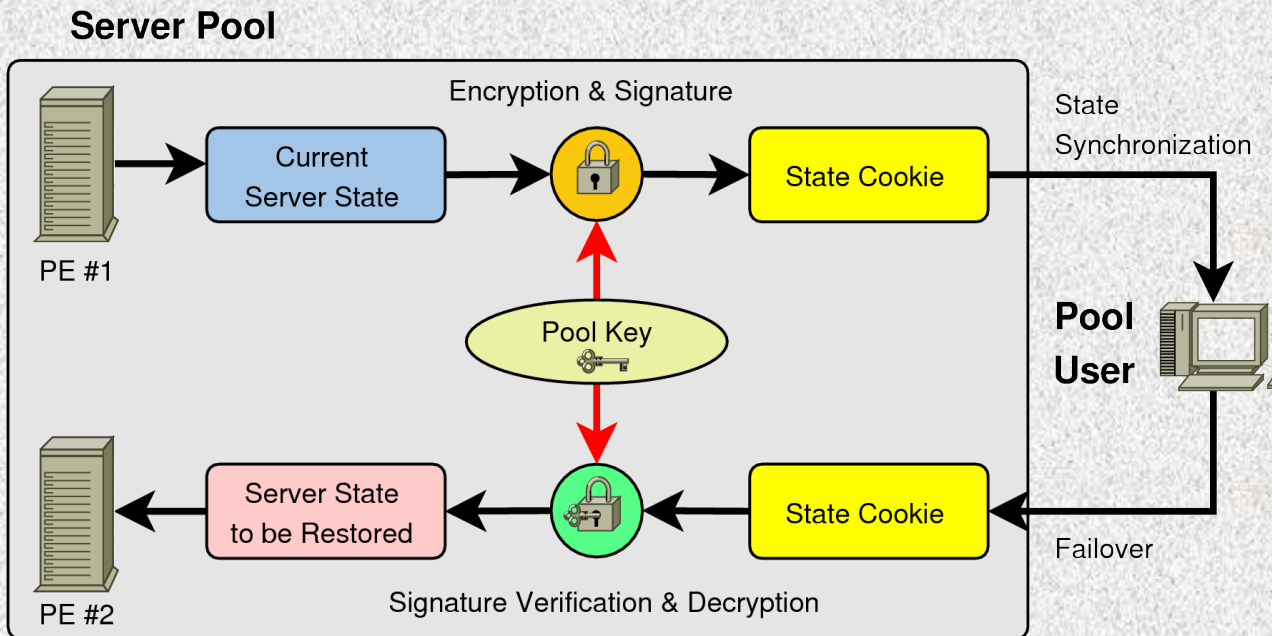 Server Pool
Encryption & Signature
State
Synchronization
Current
Server State
State Cookie
PE #1
Pool Key
Pool
User
Server State
to be Restored
State Cookie
Failover
Signature Verification & Decryption
PE #2